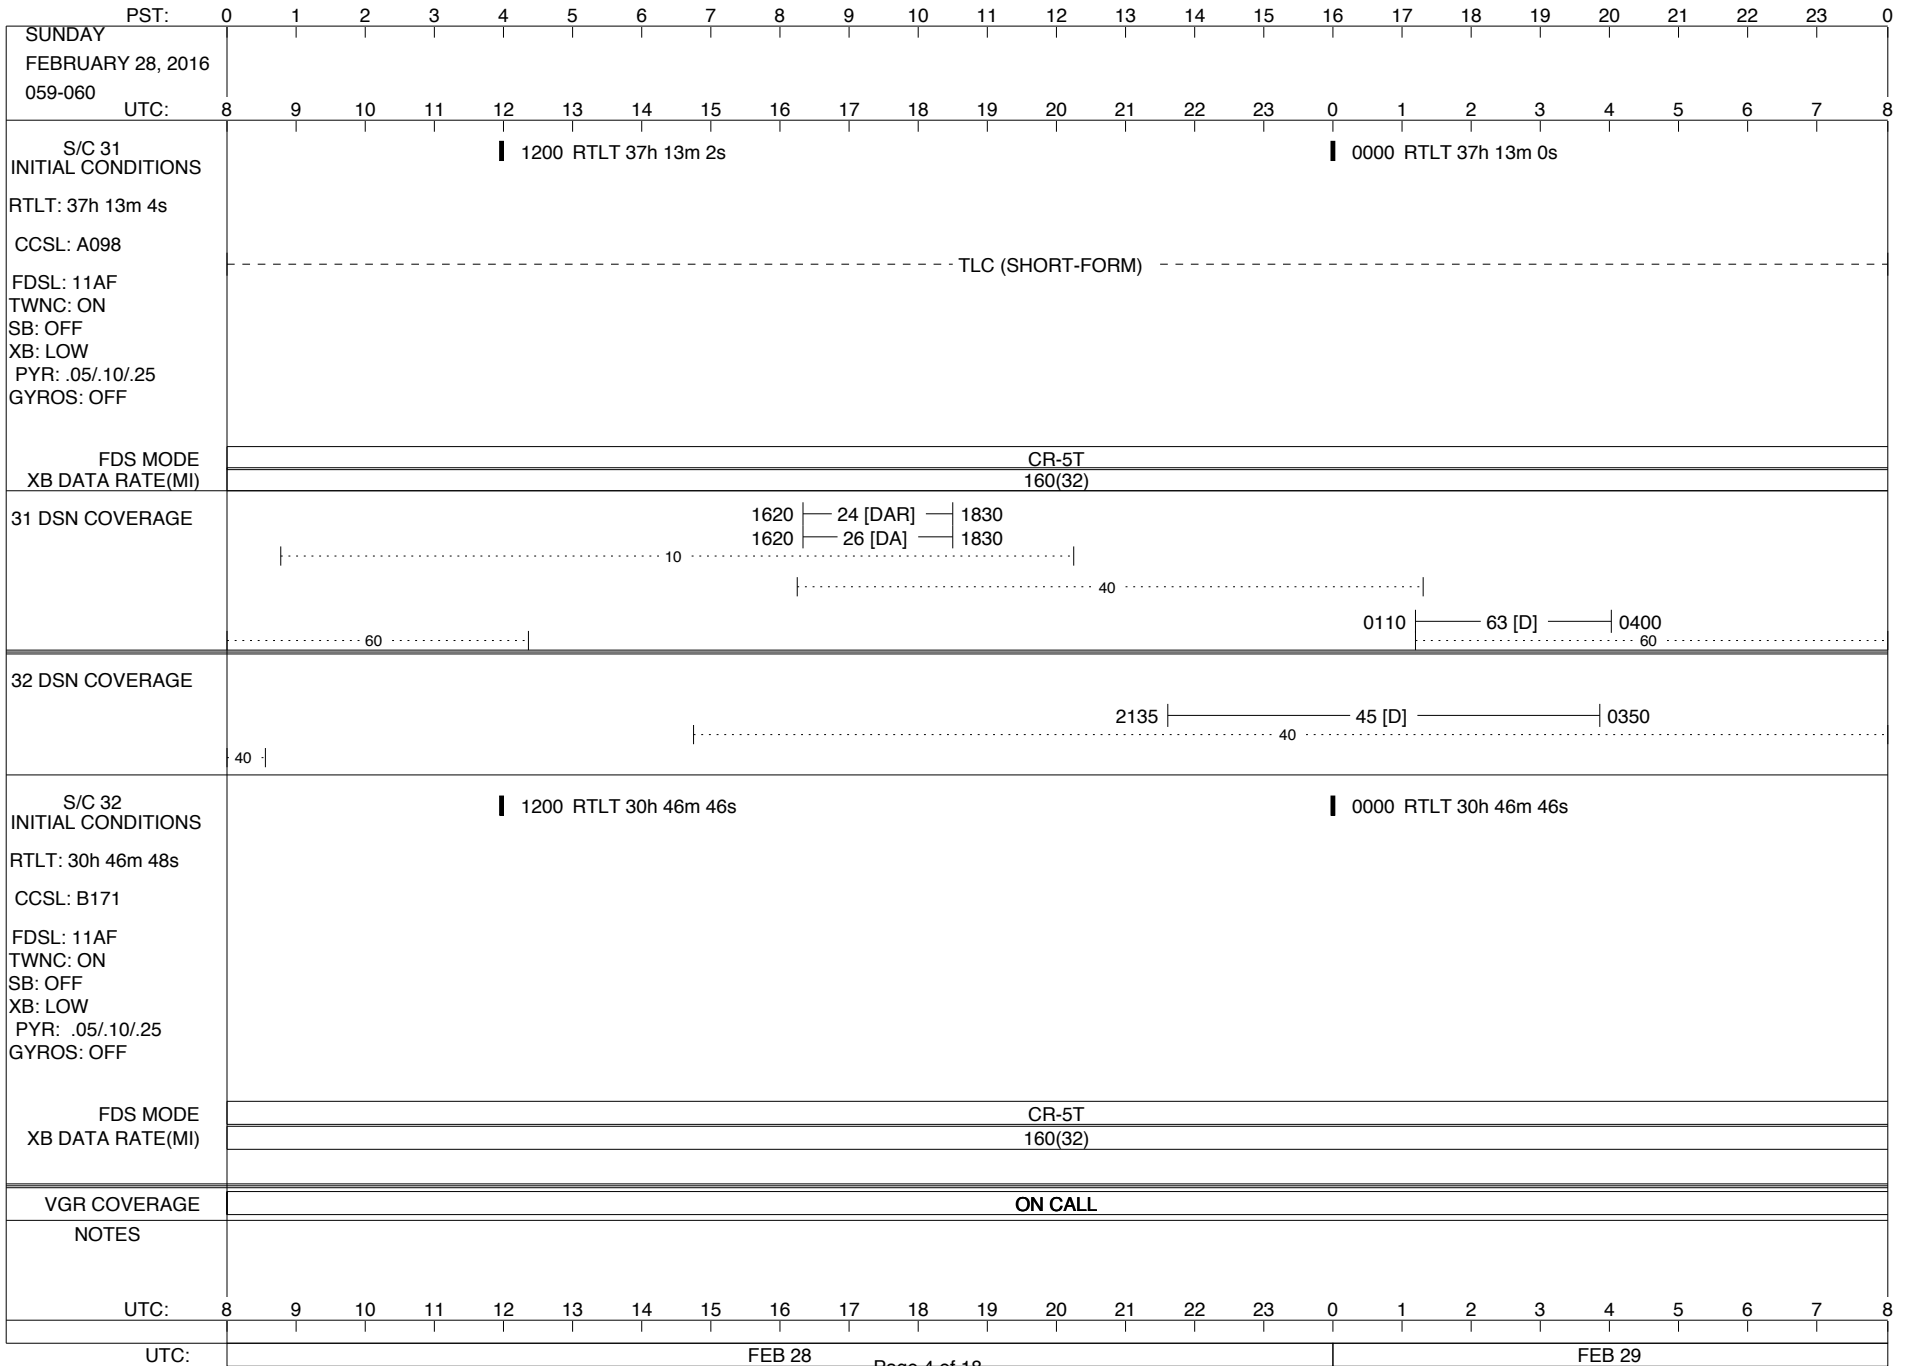 PST: 0 1 2 3 4 5 6 7 8 9 10 11 12 13 14 15 16 17 18 19 20 21 22 23 0
SUNDAY
FEBRUARY 28, 2016
059-060
UTC: 8 9 10 11 12 13 14 15 16 17 18 19 20 21 22 23 0 1 2 3 4 5 6 7 8
S/C 31
INITIAL CONDITIONS
1200 RTLT 37h 13m 2s
0000 RTLT 37h 13m 0s
RTLT: 37h 13m 4s
CCSL: A098
TLC (SHORT-FORM)
FDSL: 11AF
TWNC: ON
SB: OFF
XB: LOW
PYR: .05/.10/.25
GYROS: OFF
FDS MODE CR-5T
XB DATA RATE(MI) 160(32)
31 DSN COVERAGE
1620 24 [DAR] 1830
1620 26 [DA] 1830
10
40
0110 63 [D] 0400
60 60
32 DSN COVERAGE
2135 45 [D] 0350
40
40
S/C 32
INITIAL CONDITIONS
1200 RTLT 30h 46m 46s
0000 RTLT 30h 46m 46s
RTLT: 30h 46m 48s
CCSL: B171
FDSL: 11AF
TWNC: ON
SB: OFF
XB: LOW
PYR: .05/.10/.25
GYROS: OFF
FDS MODE CR-5T
XB DATA RATE(MI) 160(32)
VGR COVERAGE ON CALL
NOTES
UTC: 8 9 10 11 12 13 14 15 16 17 18 19 20 21 22 23 0 1 2 3 4 5 6 7 8
UTC: FEB 28 FEB 29
Page 4 of 18